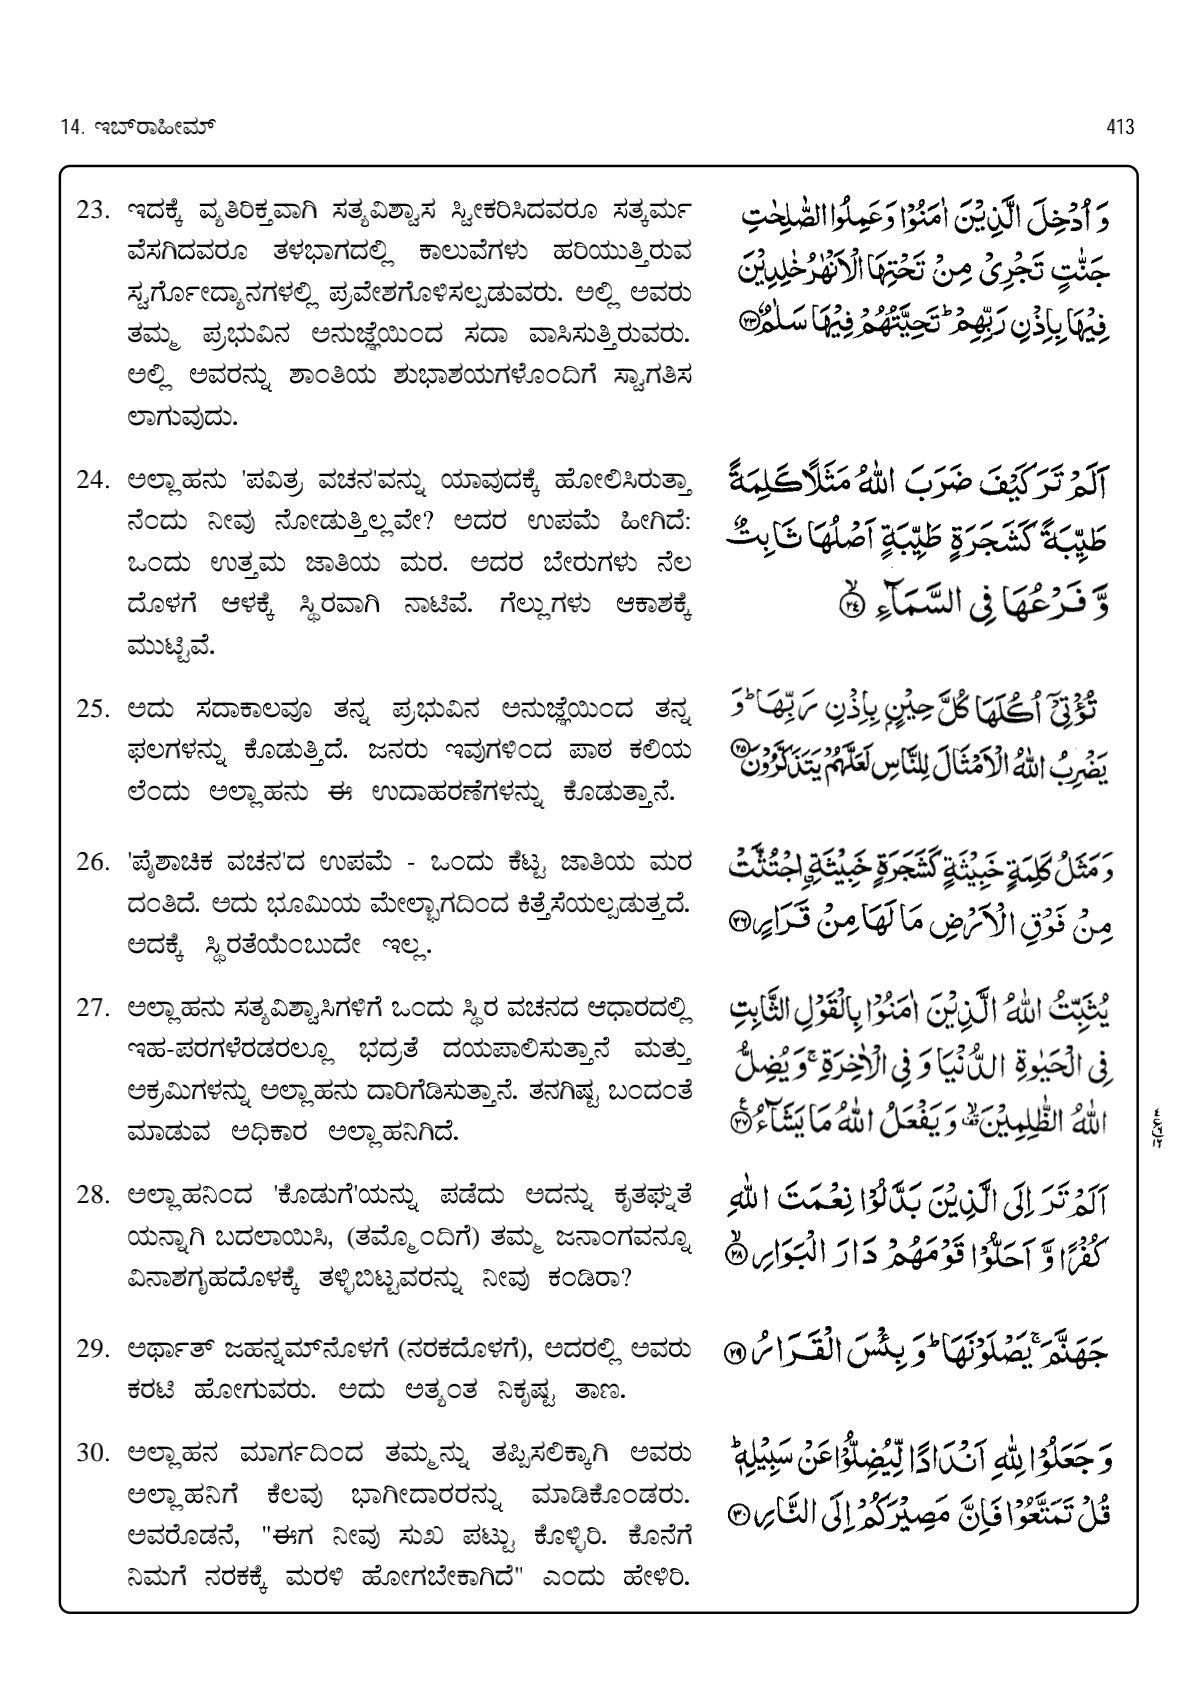 14. ಇಬ್‌ರಾಹೀಮ್ 413
23. ಇದಕ್ಕೆ ವ್ಯತಿರಿಕ್ತವಾಗಿ ಸತ್ಯವಿಶ್ವಾಸ ಸ್ವೀಕರಿಸಿದವರೂ ಸತ್ಕರ್ಮ
ವೆಸಗಿದವರೂ ತಳಭಾಗದಲ್ಲಿ ಕಾಲುವೆಗಳು ಹರಿಯುತ್ತಿರುವ
ಸ್ವರ್ಗೋದ್ಯಾನಗಳಲ್ಲಿ ಪ್ರವೇಶಗೊಳಿಸಲ್ಪಡುವರು. ಅಲ್ಲಿ ಅವರು
ತಮ್ಮ ಪ್ರಭುವಿನ ಅನುಜ್ಞೆಯಿಂದ ಸದಾ ವಾಸಿಸುತ್ತಿರುವರು.
ಅಲ್ಲಿ ಅವರನ್ನು ಶಾಂತಿಯ ಶುಭಾಶಯಗಳೊಂದಿಗೆ ಸ್ವಾಗತಿಸ
ಲಾಗುವುದು.
وَاُدْخِلَ الَّذِيْنَ اٰمَنُوْا وَعَمِلُوا الصّٰلِحٰتِ
جَنّٰتٍ تَجْرِيْ مِنْ تَحْتِهَا الْاَنْهٰرُ خٰلِدِيْنَ
فِيْهَا بِاِذْنِ رَبِّهِمْ ؕ تَحِيَّتُهُمْ فِيْهَا سَلٰمٌ ۝۲۳
24. ಅಲ್ಲಾಹನು 'ಪವಿತ್ರ ವಚನ'ವನ್ನು ಯಾವುದಕ್ಕೆ ಹೋಲಿಸಿರುತ್ತಾ
ನೆಂದು ನೀವು ನೋಡುತ್ತಿಲ್ಲವೇ? ಅದರ ಉಪಮೆ ಹೀಗಿದೆ:
ಒಂದು ಉತ್ತಮ ಜಾತಿಯ ಮರ. ಅದರ ಬೇರುಗಳು ನೆಲ
ದೊಳಗೆ ಆಳಕ್ಕೆ ಸ್ಥಿರವಾಗಿ ನಾಟಿವೆ. ಗೆಲ್ಲುಗಳು ಆಕಾಶಕ್ಕೆ
ಮುಟ್ಟಿವೆ.
اَلَمْ تَرَ كَيْفَ ضَرَبَ اللّٰهُ مَثَلًا كَلِمَةً
طَيِّبَةً كَشَجَرَةٍ طَيِّبَةٍ اَصْلُهَا ثَابِتٌ
وَّفَرْعُهَا فِي السَّمَآءِ ۝۲٤
25. ಅದು ಸದಾಕಾಲವೂ ತನ್ನ ಪ್ರಭುವಿನ ಅನುಜ್ಞೆಯಿಂದ ತನ್ನ
ಫಲಗಳನ್ನು ಕೊಡುತ್ತಿದೆ. ಜನರು ಇವುಗಳಿಂದ ಪಾಠ ಕಲಿಯ
ಲೆಂದು ಅಲ್ಲಾಹನು ಈ ಉದಾಹರಣೆಗಳನ್ನು ಕೊಡುತ್ತಾನೆ.
تُؤْتِيْۤ اُكُلَهَا كُلَّ حِيْنٍۭ بِاِذْنِ رَبِّهَا ؕ وَ
يَضْرِبُ اللّٰهُ الْاَمْثَالَ لِلنَّاسِ لَعَلَّهُمْ يَتَذَكَّرُوْنَ ۝۲٥
26. 'ಪೈಶಾಚಿಕ ವಚನ'ದ ಉಪಮೆ - ಒಂದು ಕೆಟ್ಟ ಜಾತಿಯ ಮರ
ದಂತಿದೆ. ಅದು ಭೂಮಿಯ ಮೇಲ್ಭಾಗದಿಂದ ಕಿತ್ತೆಸೆಯಲ್ಪಡುತ್ತದೆ.
ಅದಕ್ಕೆ ಸ್ಥಿರತೆಯೆಂಬುದೇ ಇಲ್ಲ.
وَمَثَلُ كَلِمَةٍ خَبِيْثَةٍ كَشَجَرَةٍ خَبِيْثَةِ ۨاجْتُثَّتْ
مِنْ فَوْقِ الْاَرْضِ مَا لَهَا مِنْ قَرَارٍ ۝۲٦
27. ಅಲ್ಲಾಹನು ಸತ್ಯವಿಶ್ವಾಸಿಗಳಿಗೆ ಒಂದು ಸ್ಥಿರ ವಚನದ ಆಧಾರದಲ್ಲಿ
ಇಹ-ಪರಗಳೆರಡರಲ್ಲೂ ಭದ್ರತೆ ದಯಪಾಲಿಸುತ್ತಾನೆ ಮತ್ತು
ಅಕ್ರಮಿಗಳನ್ನು ಅಲ್ಲಾಹನು ದಾರಿಗೆಡಿಸುತ್ತಾನೆ. ತನಗಿಷ್ಟ ಬಂದಂತೆ
ಮಾಡುವ ಅಧಿಕಾರ ಅಲ್ಲಾಹನಿಗಿದೆ.
يُثَبِّتُ اللّٰهُ الَّذِيْنَ اٰمَنُوْا بِالْقَوْلِ الثَّابِتِ
فِي الْحَيٰوةِ الدُّنْيَا وَفِي الْاٰخِرَةِ ۚ وَيُضِلُّ
اللّٰهُ الظّٰلِمِيْنَ ۙ وَيَفْعَلُ اللّٰهُ مَا يَشَآءُ ۝۲۷
28. ಅಲ್ಲಾಹನಿಂದ 'ಕೊಡುಗೆ'ಯನ್ನು ಪಡೆದು ಅದನ್ನು ಕೃತಘ್ನತೆ
ಯನ್ನಾಗಿ ಬದಲಾಯಿಸಿ, (ತಮ್ಮೊಂದಿಗೆ) ತಮ್ಮ ಜನಾಂಗವನ್ನೂ
ವಿನಾಶಗೃಹದೊಳಕ್ಕೆ ತಳ್ಳಿಬಿಟ್ಟವರನ್ನು ನೀವು ಕಂಡಿರಾ?
اَلَمْ تَرَ اِلَى الَّذِيْنَ بَدَّلُوْا نِعْمَتَ اللّٰهِ
كُفْرًا وَّاَحَلُّوْا قَوْمَهُمْ دَارَ الْبَوَارِ ۝۲۸
29. ಅರ್ಥಾತ್ ಜಹನ್ನಮ್‌ನೊಳಗೆ (ನರಕದೊಳಗೆ), ಅದರಲ್ಲಿ ಅವರು
ಕರಟಿ ಹೋಗುವರು. ಅದು ಅತ್ಯಂತ ನಿಕೃಷ್ಟ ತಾಣ.
جَهَنَّمَ ۚ يَصْلَوْنَهَا ؕ وَبِئْسَ الْقَرَارُ ۝۲۹
30. ಅಲ್ಲಾಹನ ಮಾರ್ಗದಿಂದ ತಮ್ಮನ್ನು ತಪ್ಪಿಸಲಿಕ್ಕಾಗಿ ಅವರು
ಅಲ್ಲಾಹನಿಗೆ ಕೆಲವು ಭಾಗೀದಾರರನ್ನು ಮಾಡಿಕೊಂಡರು.
ಅವರೊಡನೆ, "ಈಗ ನೀವು ಸುಖ ಪಟ್ಟು ಕೊಳ್ಳಿರಿ. ಕೊನೆಗೆ
ನಿಮಗೆ ನರಕಕ್ಕೆ ಮರಳಿ ಹೋಗಬೇಕಾಗಿದೆ" ಎಂದು ಹೇಳಿರಿ.
وَجَعَلُوْا لِلّٰهِ اَنْدَادًا لِّيُضِلُّوْا عَنْ سَبِيْلِهٖ ؕ
قُلْ تَمَتَّعُوْا فَاِنَّ مَصِيْرَكُمْ اِلَى النَّارِ ۝۳۰